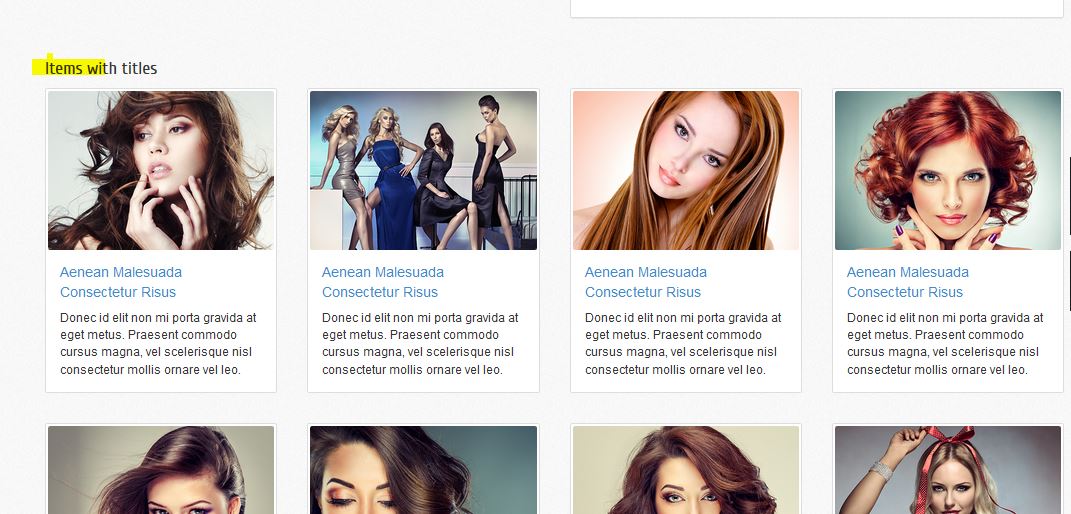 Items with titles
Aenean Malesuada
Consectetur Risus
Donec id elit non mi porta gravida at
eget metus. Praesent commodo
cursus magna, vel scelerisque nisl
consectetur mollis ornare vel leo.
Aenean Malesuada
Consectetur Risus
Donec id elit non mi porta gravida at
eget metus. Praesent commodo
cursus magna, vel scelerisque nisl
consectetur mollis ornare vel leo.
Aenean Malesuada
Consectetur Risus
Donec id elit non mi porta gravida at
eget metus. Praesent commodo
cursus magna, vel scelerisque nisl
consectetur mollis ornare vel leo.
Aenean Malesuada
Consectetur Risus
Donec id elit non mi porta gravida at
eget metus. Praesent commodo
cursus magna, vel scelerisque nisl
consectetur mollis ornare vel leo.